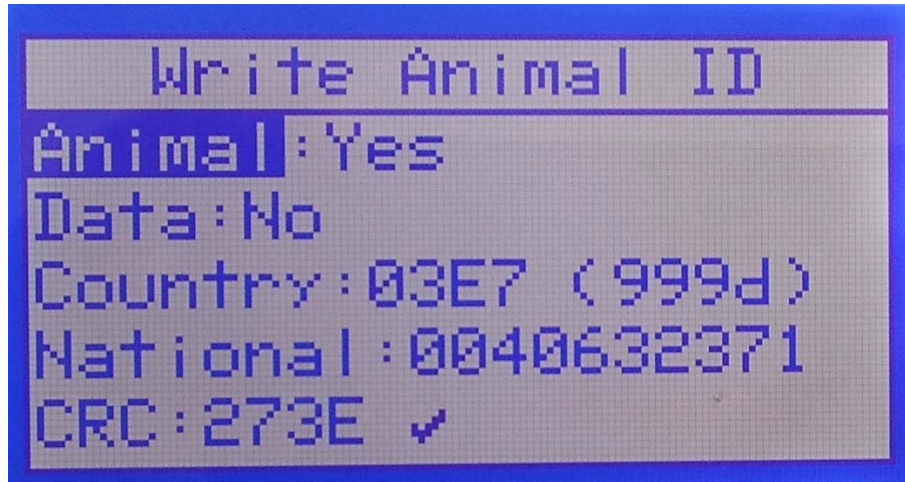 Write Animal ID
Animal:Yes
Data:No
Country:03E7 (999d)
National:0040632371
CRC:273E ✔